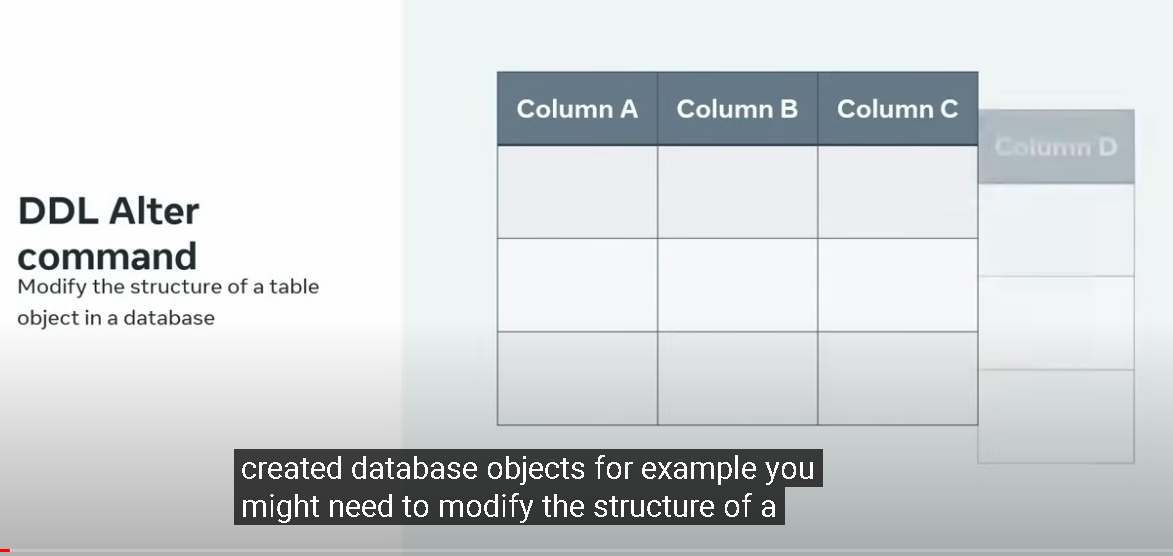 DDL Alter
command
Modify the structure of a table
object in a database
Column A
Column B
Column C
Column D
created database objects for example you
might need to modify the structure of a